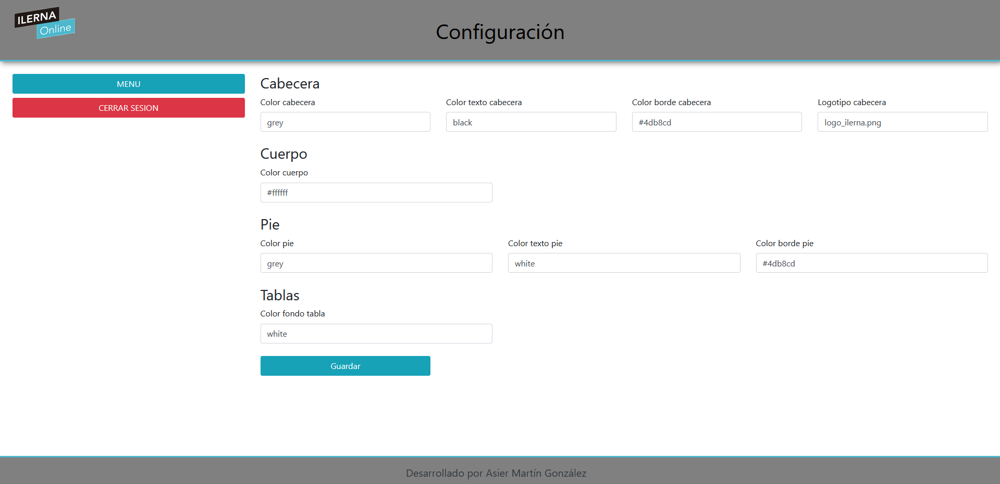 ILERNA
Online
Configuración
MENU
CERRAR SESION
Cabecera
Color cabecera
Color texto cabecera
Color borde cabecera
Logotipo cabecera
grey
black
#4db8cd
logo_ilerna.png
Cuerpo
Color cuerpo
#ffffff
Pie
Color pie
Color texto pie
Color borde pie
grey
white
#4db8cd
Tablas
Color fondo tabla
white
Guardar
Desarrollado por Asier Martín González